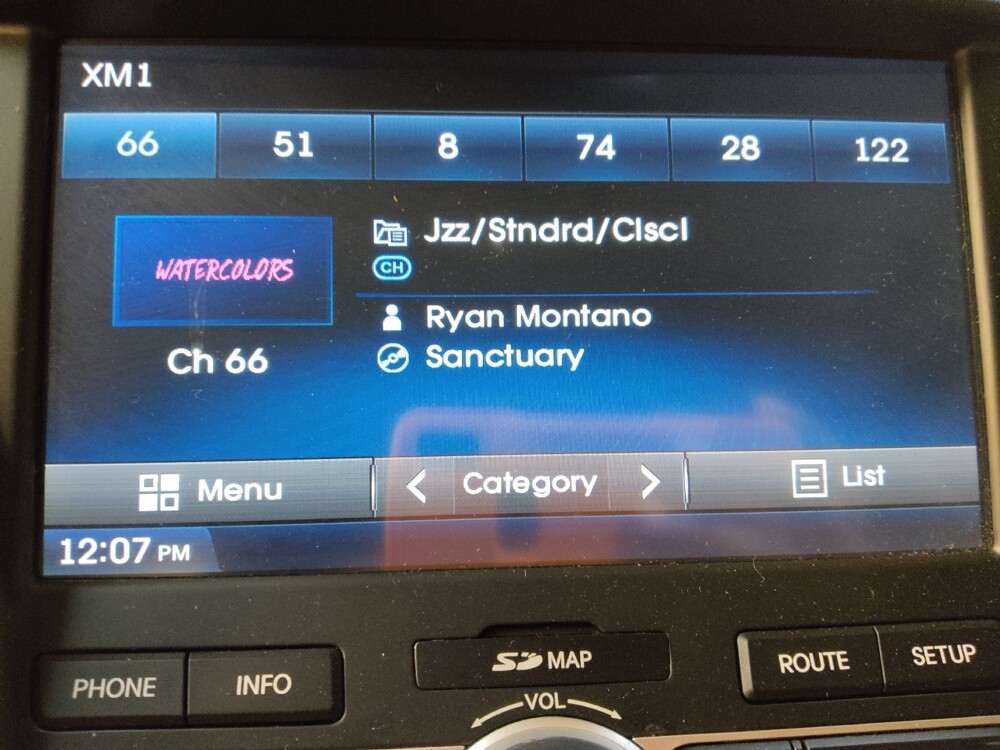 XM1
66 51 8 74 28 122
WATERCOLORS
Ch 66
Jzz/Stndrd/Clscl
CH
Ryan Montano
Sanctuary
Menu < Category > List
12:07 PM
PHONE INFO SD MAP ROUTE SETUP
VOL